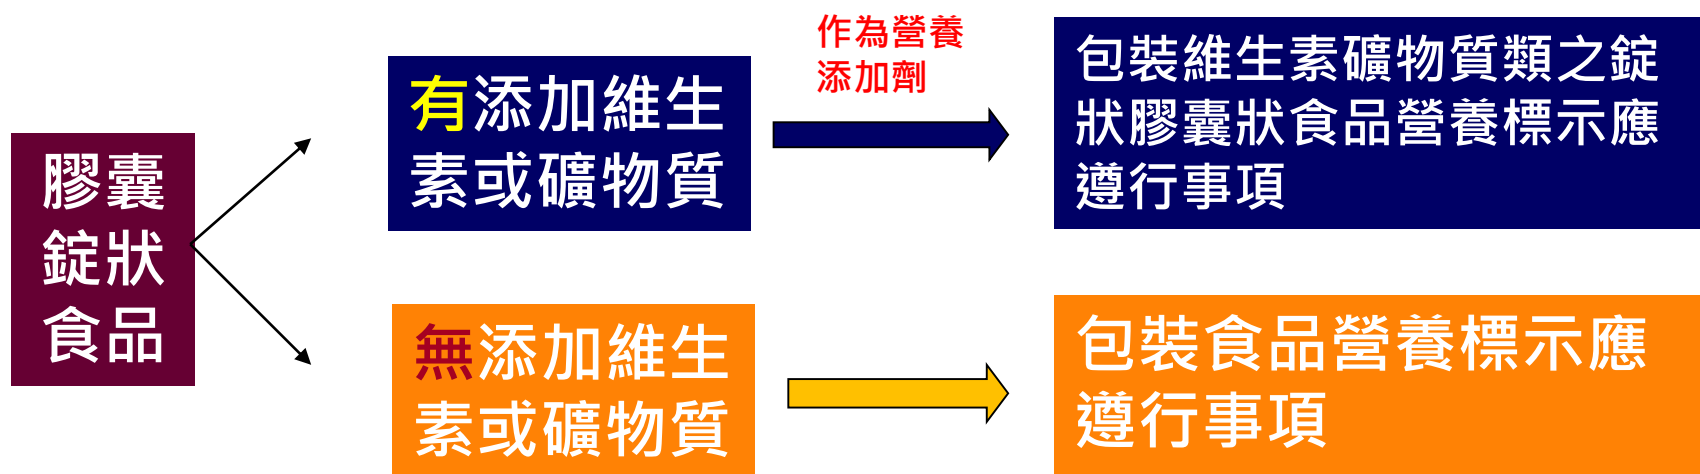 膠囊
錠狀
食品
有添加維生
素或礦物質
作為營養
添加劑
包裝維生素礦物質類之錠
狀膠囊狀食品營養標示應
遵行事項
無添加維生
素或礦物質
包裝食品營養標示應
遵行事項